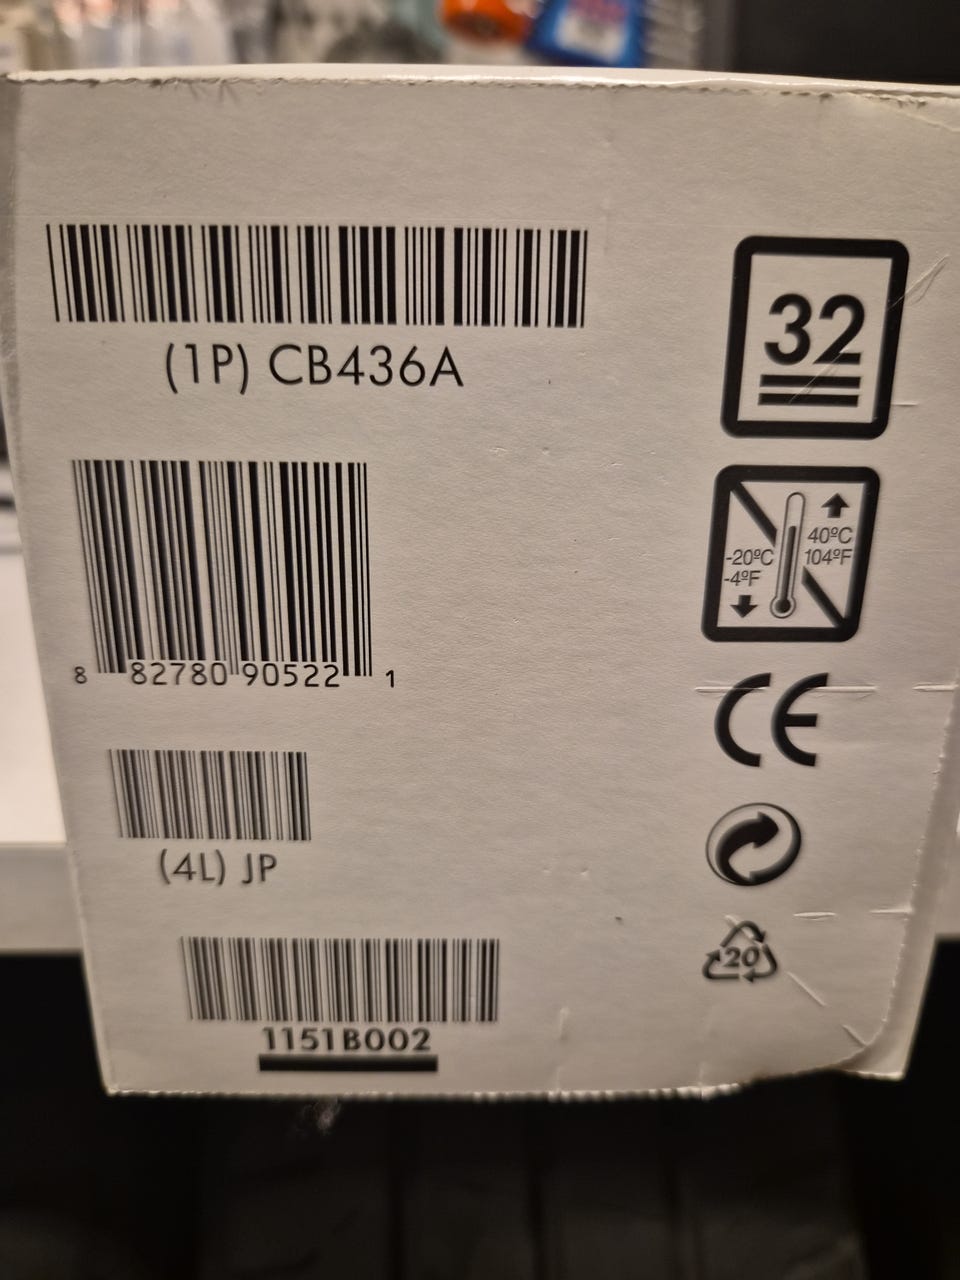 (1P) CB436A
32
-20ºC
-4ºF
40ºC
104ºF
8 82780 90522 1
CE
(4L) JP
20
1151B002